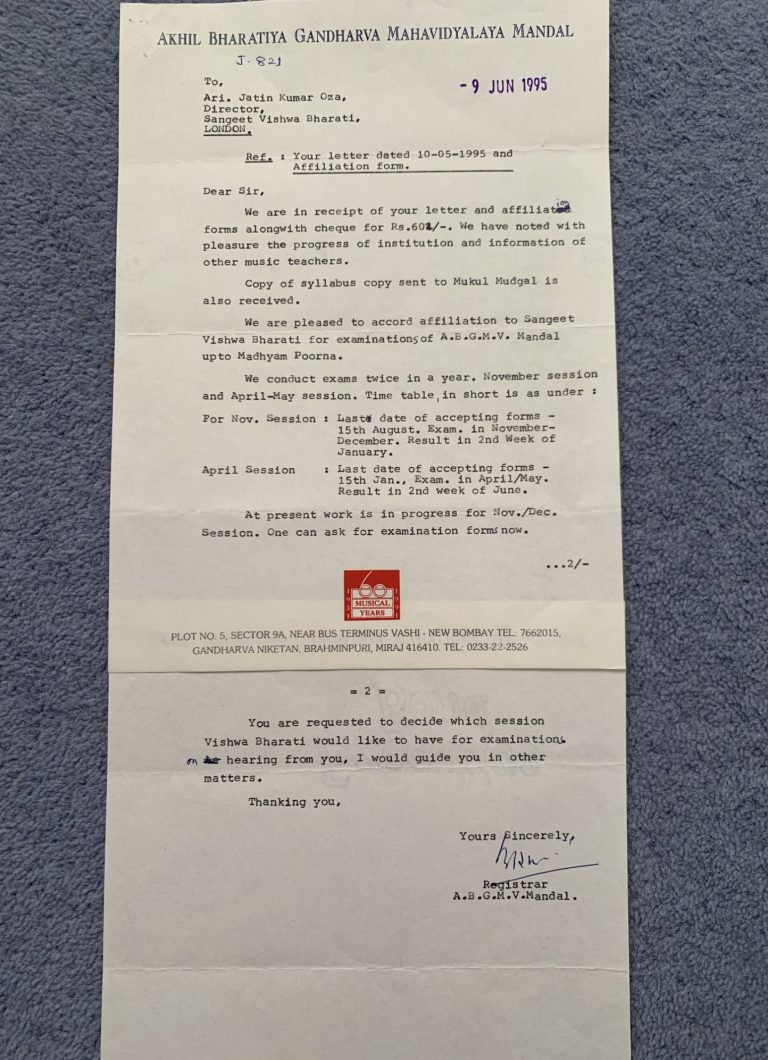 AKHIL BHARATIYA GANDHARVA MAHAVIDYALAYA MANDAL
J-821
- 9 JUN 1995
To,
Ari. Jatin Kumar Oza,
Director,
Sangeet Vishwa Bharati,
LONDON.
Ref. : Your letter dated 10-05-1995 and
Affiliation form.
Dear Sir,
We are in receipt of your letter and affiliation
forms alongwith cheque for Rs. We have noted with
pleasure the progress of institution and information of
other music teachers.
Copy of syllabus copy sent to Mukul Mudgal is
also received.
We are pleased to accord affiliation to Sangeet
Vishwa Bharati for examinations of A.B.G.M.V. Mandal
upto Madhyam Poorna.
We conduct exams twice in a year. November session
and April-May session. Time table, in short is as under :
For Nov. Session : Last date of accepting forms -
15th August. Exam. in November-
December. Result in 2nd Week of
January.
April Session : Last date of accepting forms -
15th Jan., Exam. in April/May.
Result in 2nd week of June.
At present work is in progress for Nov./Dec.
Session. One can ask for examination forms now.
...2/-
60
1931 MUSICAL YEARS 1991
PLOT NO. 5, SECTOR 9A, NEAR BUS TERMINUS VASHI - NEW BOMBAY TEL: 7662015,
GANDHARVA NIKETAN, BRAHMINPURI, MIRAJ 416410. TEL: 0233-22-2526
= 2 =
You are requested to decide which session
Vishwa Bharati would like to have for examinations
on hearing from you, I would guide you in other
matters.
Thanking you,
Yours Sincerely,
Registrar
A.B.G.M.V.Mandal.